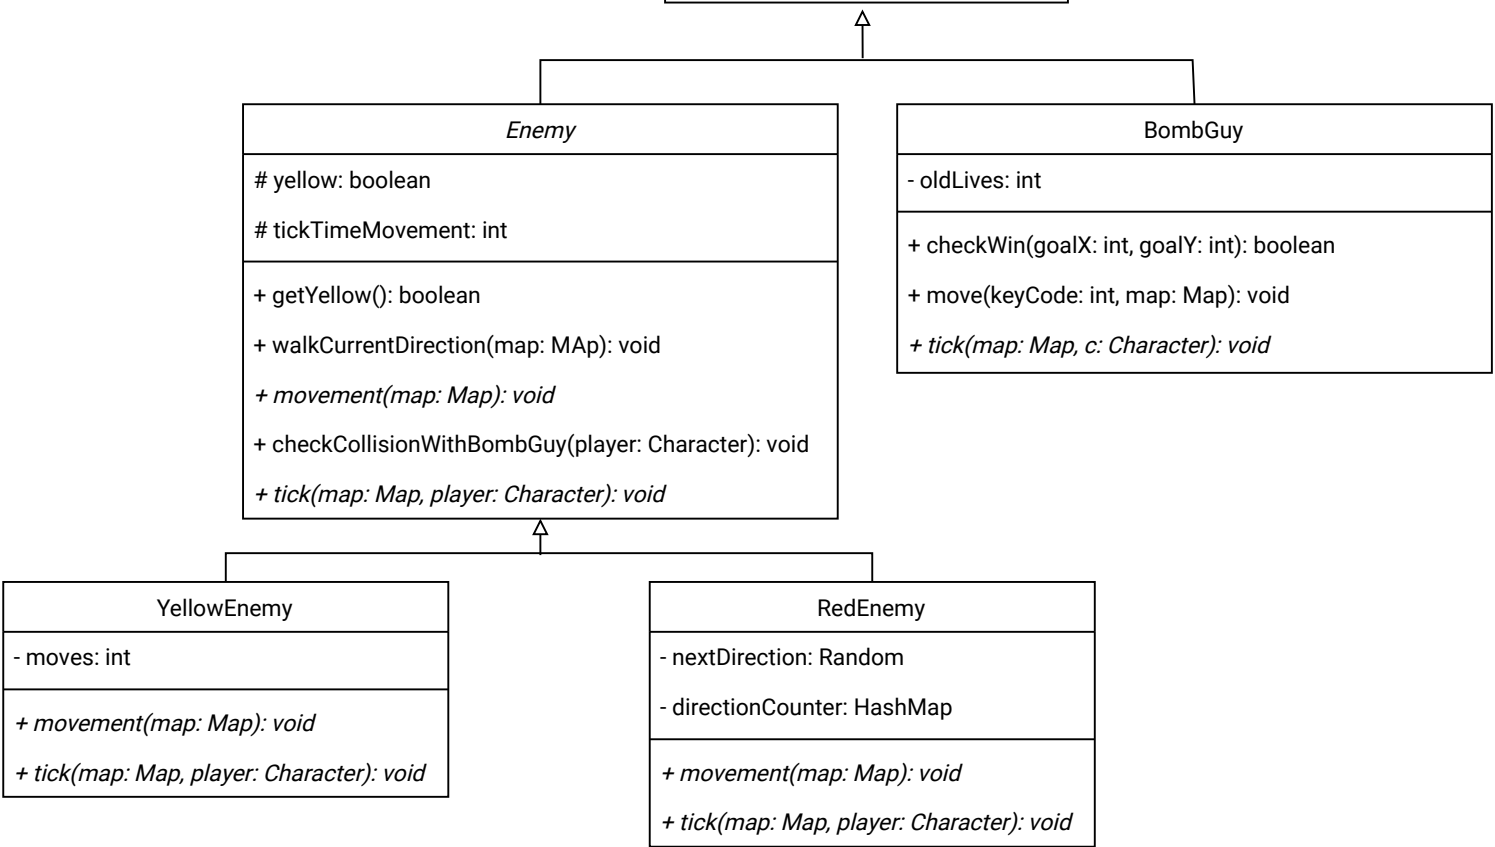 Enemy
# yellow: boolean
# tickTimeMovement: int
+ getYellow(): boolean
+ walkCurrentDirection(map: MAp): void
+ movement(map: Map): void
+ checkCollisionWithBombGuy(player: Character): void
+ tick(map: Map, player: Character): void
BombGuy
- oldLives: int
+ checkWin(goalX: int, goalY: int): boolean
+ move(keyCode: int, map: Map): void
+ tick(map: Map, c: Character): void
YellowEnemy
- moves: int
+ movement(map: Map): void
+ tick(map: Map, player: Character): void
RedEnemy
- nextDirection: Random
- directionCounter: HashMap
+ movement(map: Map): void
+ tick(map: Map, player: Character): void